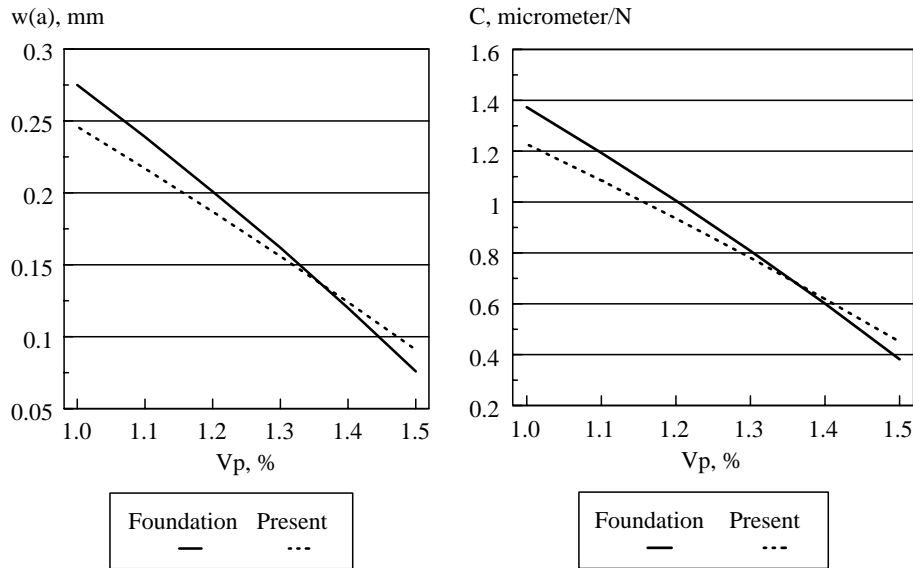 w(a), mm
0.3
0.25
0.2
0.15
0.1
0.05
1.0 1.1 1.2 1.3 1.4 1.5
Vp, %
Foundation Present
C, micrometer/N
1.6
1.4
1.2
1
0.8
0.6
0.4
0.2
1.0 1.1 1.2 1.3 1.4 1.5
Vp, %
Foundation Present